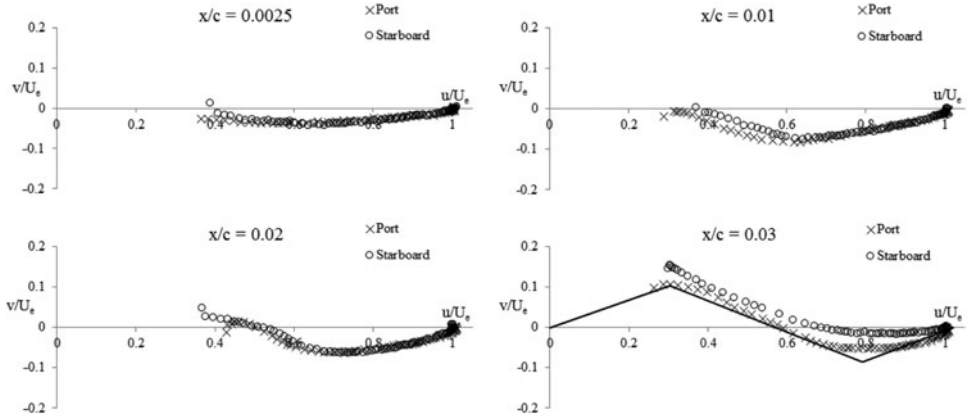 x/c = 0.0025
×Port
○Starboard
v/Uₑ
u/Uₑ
0.2
0.1
0
-0.1
-0.2
0
0.2
0.4
0.6
0.8
1
x/c = 0.01
×Port
○Starboard
v/Uₑ
u/Uₑ
0.2
0.1
0
-0.1
-0.2
0
0.2
0.4
0.6
0.8
1
x/c = 0.02
×Port
○Starboard
v/Uₑ
u/Uₑ
0.2
0.1
0
-0.1
-0.2
0
0.2
0.4
0.6
0.8
1
x/c = 0.03
×Port
○Starboard
v/Uₑ
u/Uₑ
0.2
0.1
0
-0.1
-0.2
0
0.2
0.4
0.6
0.8
1